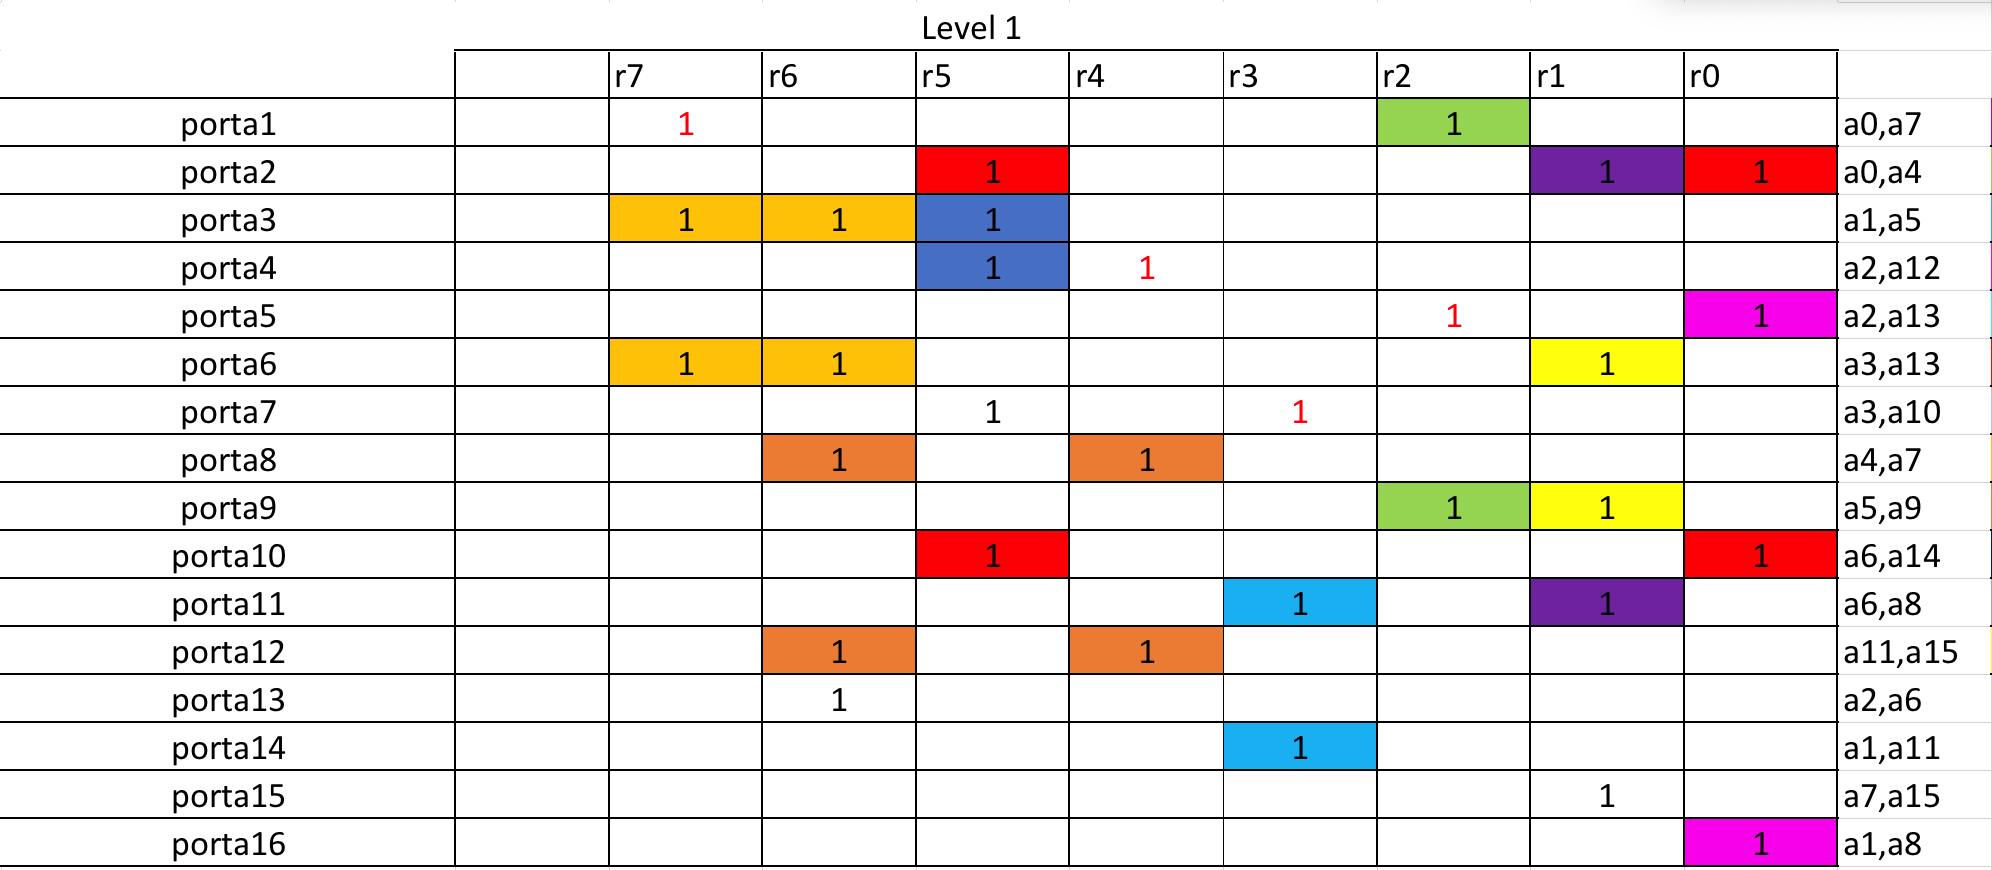 Level 1
r7 r6 r5 r4 r3 r2 r1 r0
porta1 1 1 a0,a7
porta2 1 1 1 a0,a4
porta3 1 1 1 a1,a5
porta4 1 1 a2,a12
porta5 1 1 a2,a13
porta6 1 1 1 a3,a13
porta7 1 1 a3,a10
porta8 1 1 a4,a7
porta9 1 1 a5,a9
porta10 1 1 a6,a14
porta11 1 1 a6,a8
porta12 1 1 a11,a15
porta13 1 a2,a6
porta14 1 a1,a11
porta15 1 a7,a15
porta16 1 a1,a8